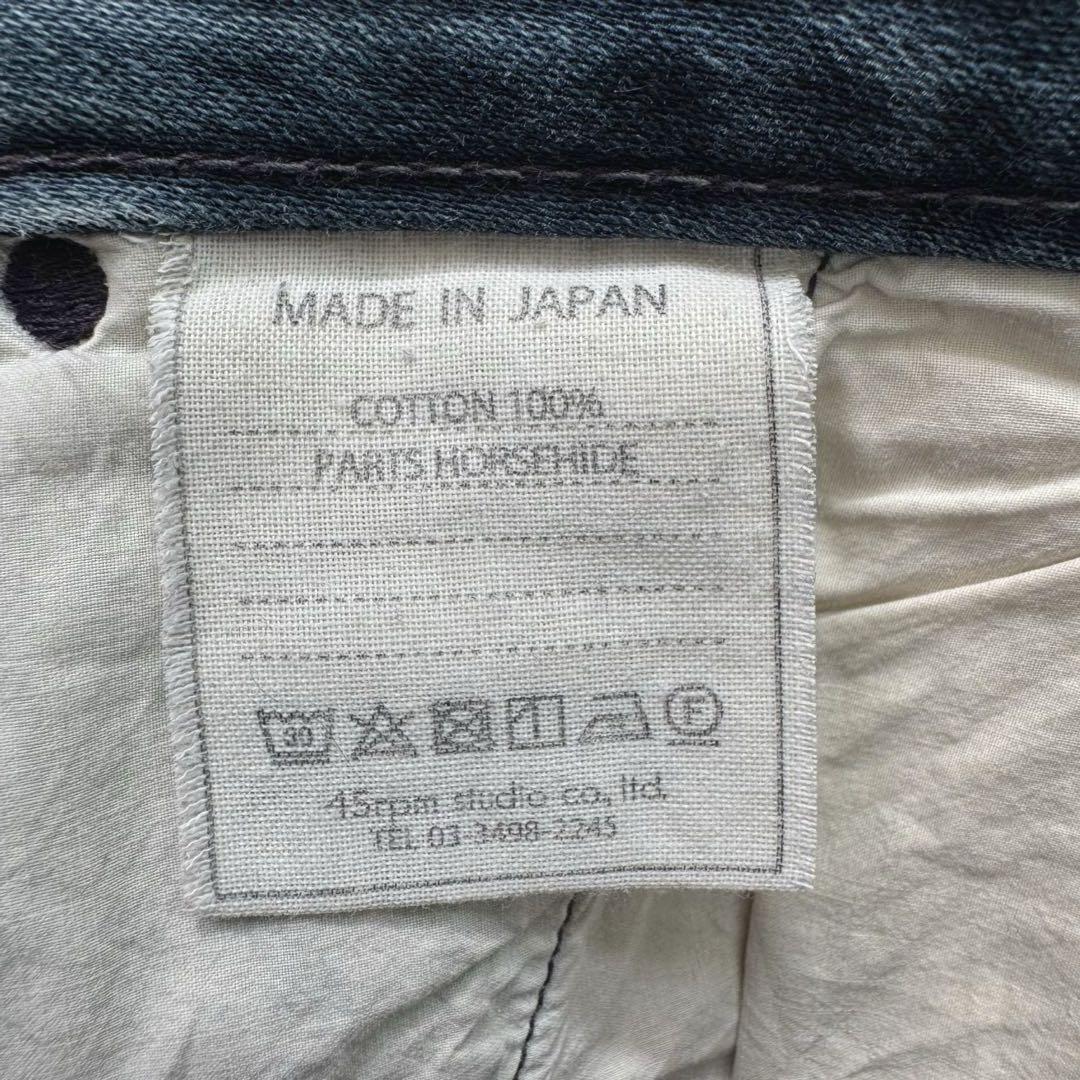 MADE IN JAPAN
COTTON 100%
PARTS HORSEHIDE
30 F
45rpm studio co., ltd.
TEL 03-3498-2245